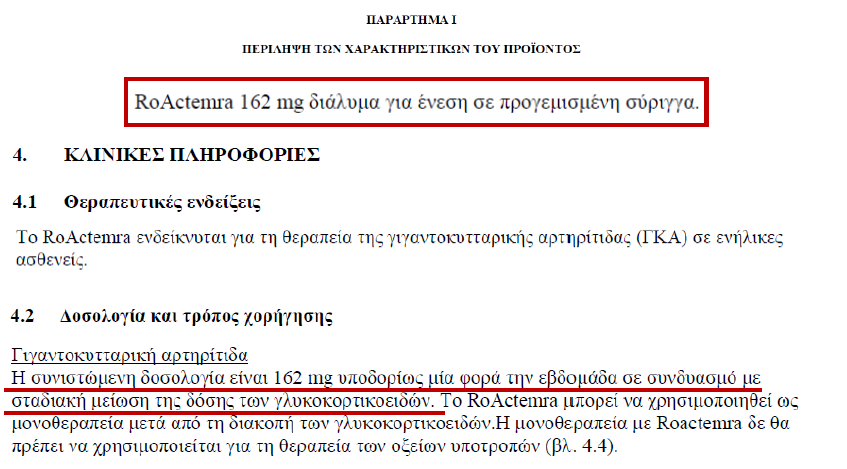 ΠΑΡΑΡΤΗΜΑ Ι
ΠΕΡΙΛΗΨΗ ΤΩΝ ΧΑΡΑΚΤΗΡΙΣΤΙΚΩΝ ΤΟΥ ΠΡΟΪΟΝΤΟΣ
RoActemra 162 mg διάλυμα για ένεση σε προγεμισμένη σύριγγα.
4. ΚΛΙΝΙΚΕΣ ΠΛΗΡΟΦΟΡΙΕΣ
4.1 Θεραπευτικές ενδείξεις
Το RoActemra ενδείκνυται για τη θεραπεία της γιγαντοκυτταρικής αρτηρίτιδας (ΓΚΑ) σε ενήλικες
ασθενείς.
4.2 Δοσολογία και τρόπος χορήγησης
Γιγαντοκυτταρική αρτηρίτιδα
Η συνιστώμενη δοσολογία είναι 162 mg υποδορίως μία φορά την εβδομάδα σε συνδυασμό με
σταδιακή μείωση της δόσης των γλυκοκορτικοειδών. Το RoActemra μπορεί να χρησιμοποιηθεί ως
μονοθεραπεία μετά από τη διακοπή των γλυκοκορτικοειδών.Η μονοθεραπεία με Roactemra δε θα
πρέπει να χρησιμοποιείται για τη θεραπεία των οξείων υποτροπών (βλ. 4.4).